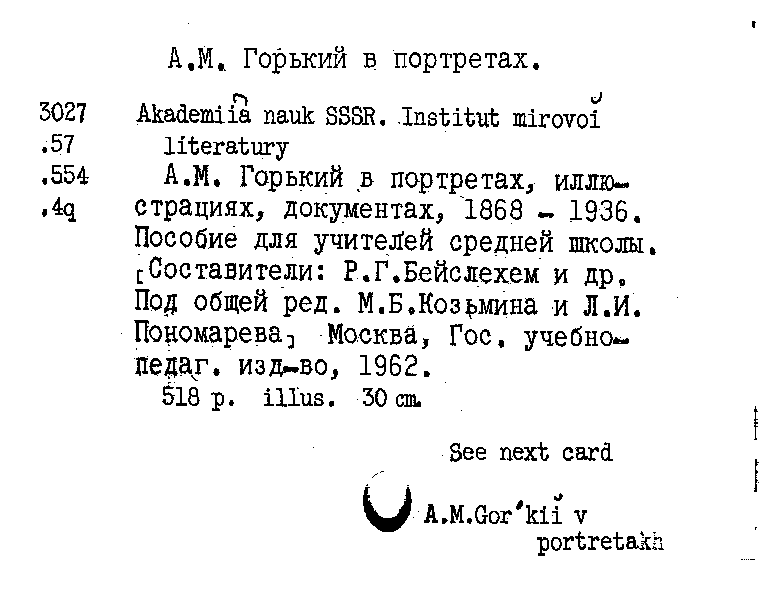 А.М. Горький в портретах.
3027 Akademii͡a nauk SSSR. Institut mirovoĭ
.57 literatury
.554 А.М. Горький в портретах, иллю-
.4q страциях, документах, 1868 - 1936.
Пособие для учителей средней школы.
[Составители: Р.Г.Бейслехем и др.
Под общей ред. М.Б.Козьмина и Л.И.
Пономарева] Москва, Гос. учебно-
педаг. изд-во, 1962.
518 p. illus. 30 cm.
See next card
A.M.Gor'kiĭ v
portretakh